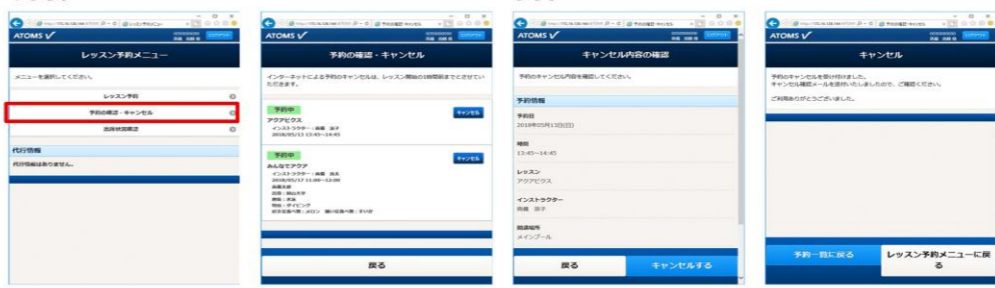 ATOMS
レッスン予約メニュー
メニューを選択してください。
レッスン予約
予約の確認・キャンセル
出席状況確認
代行情報
代行情報はありません。
ATOMS
予約の確認・キャンセル
インターネットによる予約のキャンセルは、レッスン開始の1時間前までとさせてい
ただきます。
予約中
キャンセル
アクアビクス
インストラクター:
2018/05/13 13:45~14:45
予約中
キャンセル
みんなでアクア
インストラクター:
2018/05/17 11:00~12:00
戻る
ATOMS
キャンセル内容の確認
予約のキャンセル内容を確認してください。
予約情報
予約日
2018年05月13日(日)
時間
13:45~14:45
レッスン
アクアビクス
インストラクター
開講場所
メインプール
戻る
キャンセルする
ATOMS
キャンセル
予約のキャンセルを受け付けました。
キャンセル確認メールを送付いたしましたので、ご確認ください。
ご利用ありがとうございました。
予約一覧に戻る
レッスン予約メニューに戻
る